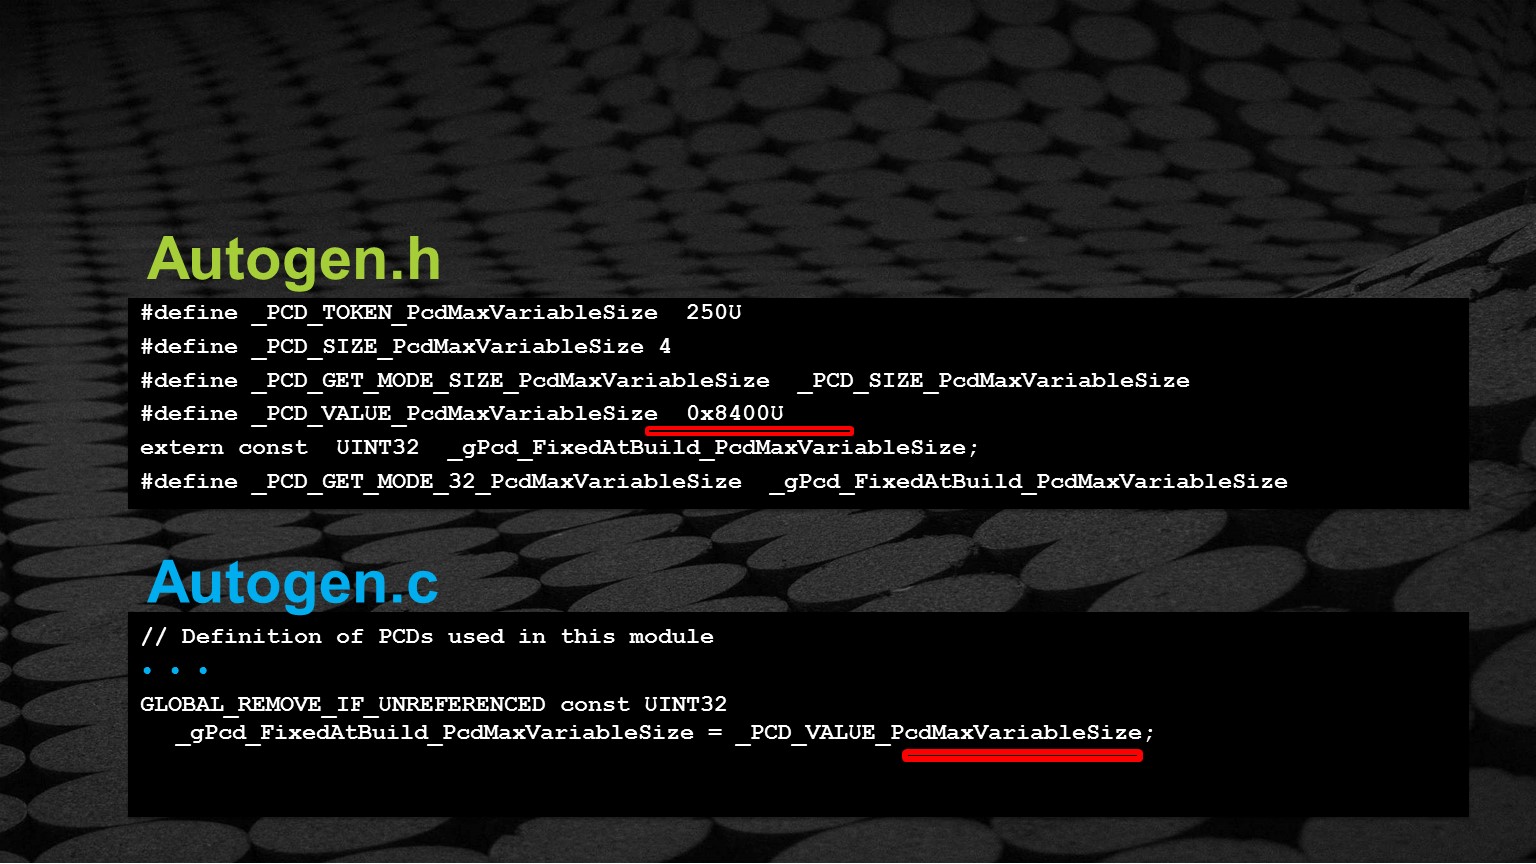 Autogen.h
#define _PCD_TOKEN_PcdMaxVariableSize  250U
#define _PCD_SIZE_PcdMaxVariableSize 4
#define _PCD_GET_MODE_SIZE_PcdMaxVariableSize  _PCD_SIZE_PcdMaxVariableSize
#define _PCD_VALUE_PcdMaxVariableSize  0x8400U
extern const  UINT32  _gPcd_FixedAtBuild_PcdMaxVariableSize;
#define _PCD_GET_MODE_32_PcdMaxVariableSize  _gPcd_FixedAtBuild_PcdMaxVariableSize
Autogen.c
// Definition of PCDs used in this module
• • •
GLOBAL_REMOVE_IF_UNREFERENCED const UINT32
_gPcd_FixedAtBuild_PcdMaxVariableSize = _PCD_VALUE_PcdMaxVariableSize;